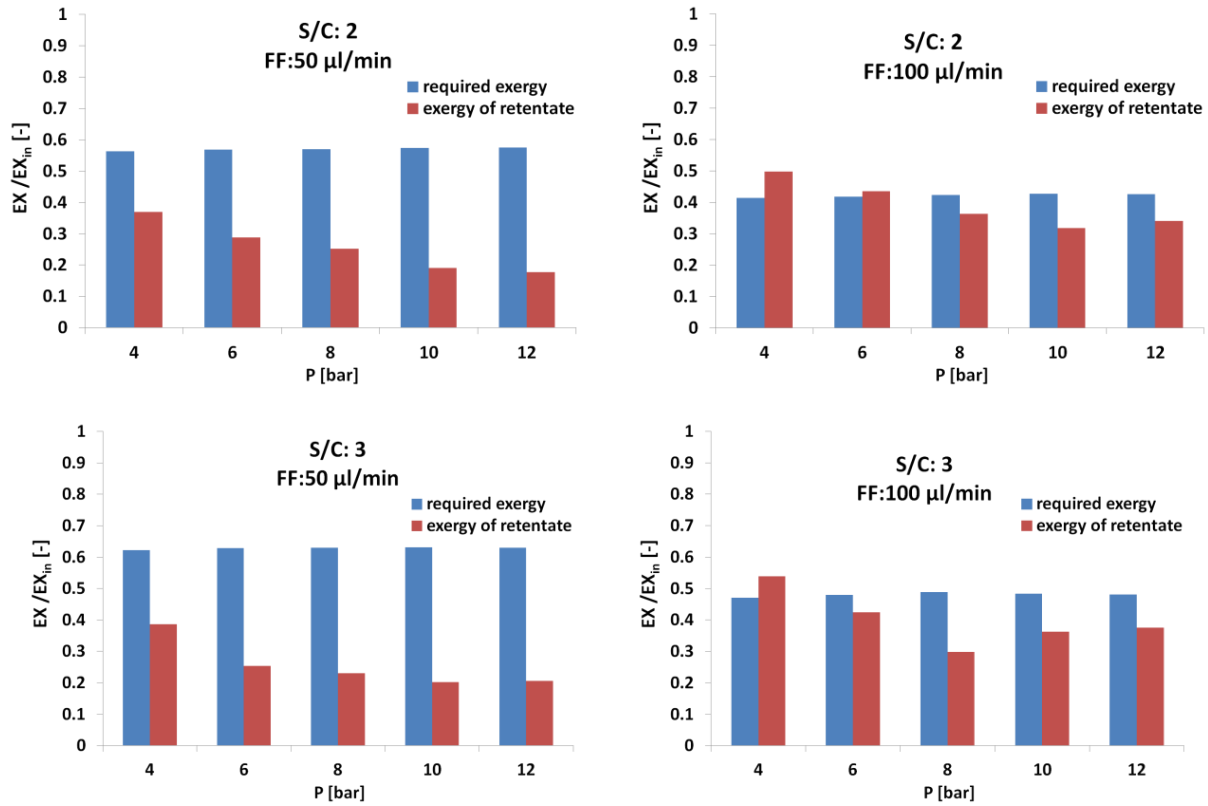 S/C: 2
FF:50 µl/min
required exergy
exergy of retentate
EX /EXin [-]
1
0.9
0.8
0.7
0.6
0.5
0.4
0.3
0.2
0.1
0
4 6 8 10 12
P [bar]
S/C: 2
FF:100 µl/min
required exergy
exergy of retentate
EX /EXin [-]
1
0.9
0.8
0.7
0.6
0.5
0.4
0.3
0.2
0.1
0
4 6 8 10 12
P [bar]
S/C: 3
FF:50 µl/min
required exergy
exergy of retentate
EX /EXin [-]
1
0.9
0.8
0.7
0.6
0.5
0.4
0.3
0.2
0.1
0
4 6 8 10 12
P [bar]
S/C: 3
FF:100 µl/min
required exergy
exergy of retentate
EX /EXin [-]
1
0.9
0.8
0.7
0.6
0.5
0.4
0.3
0.2
0.1
0
4 6 8 10 12
P [bar]